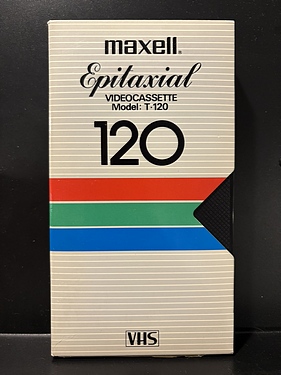 maxell®
Epitaxial
VIDEOCASSETTE
Model: T-120
120
VHS